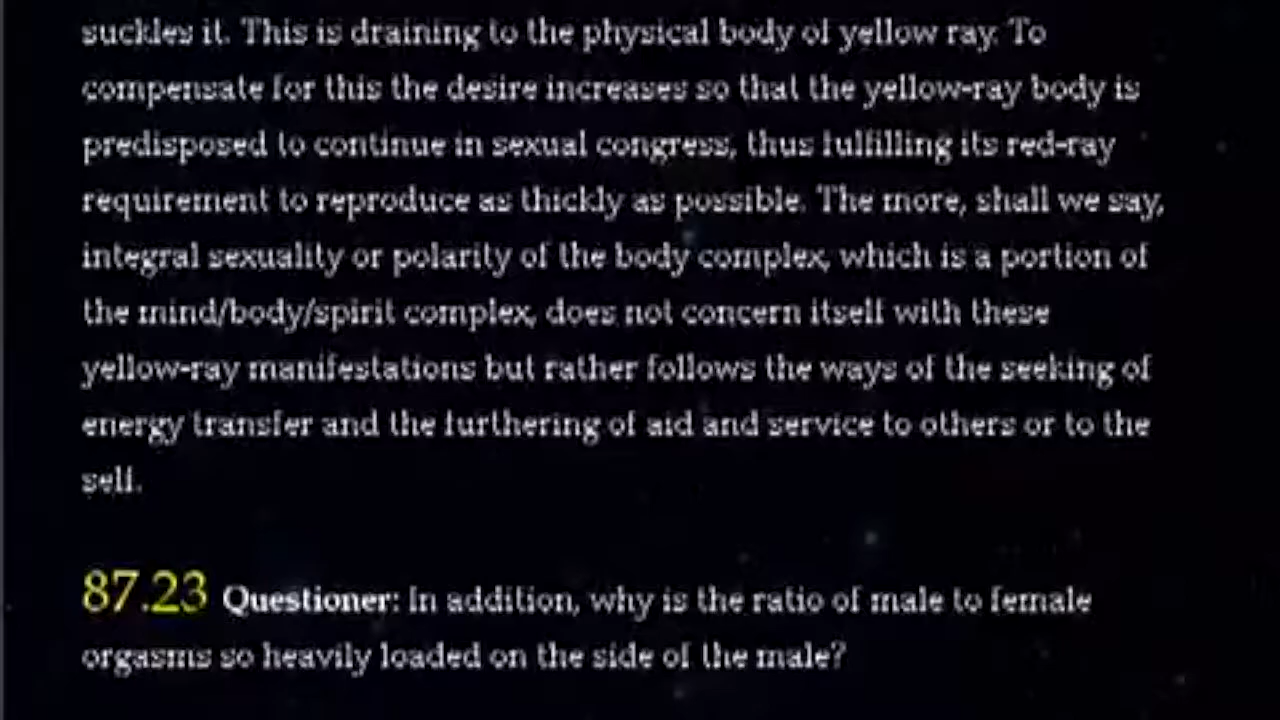 suckles it. This is draining to the physical body of yellow ray. To
compensate for this the desire increases so that the yellow-ray body is
predisposed to continue in sexual congress, thus fulfilling its red-ray
requirement to reproduce as thickly as possible. The more, shall we say,
integral sexuality or polarity of the body complex, which is a portion of
the mind/body/spirit complex, does not concern itself with these
yellow-ray manifestations but rather follows the ways of the seeking of
energy transfer and the furthering of aid and service to others or to the
self.
87.23 Questioner: In addition, why is the ratio of male to female
orgasms so heavily loaded on the side of the male?